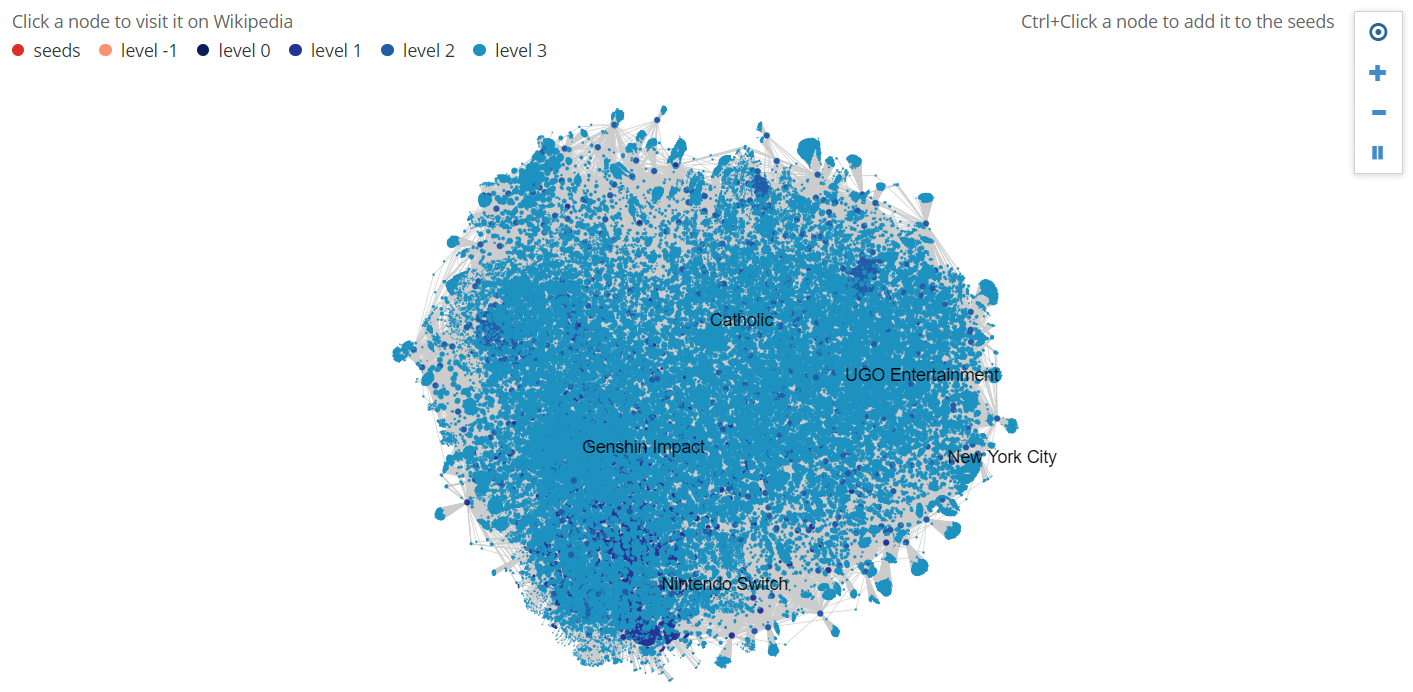 Click a node to visit it on Wikipedia
Ctrl+Click a node to add it to the seeds
seeds level -1 level 0 level 1 level 2 level 3
Catholic
UGO Entertainment
Genshin Impact
New York City
Nintendo Switch